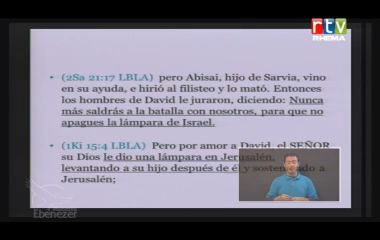 rtv
RHEMA
• (2Sa 21:17 LBLA) pero Abisai, hijo de Sarvia, vino
en su ayuda, e hirió al filisteo y lo mató. Entonces
los hombres de David le juraron, diciendo: Nunca
más saldrás a la batalla con nosotros, para que no
apagues la lámpara de Israel.
• (1Ki 15:4 LBLA) Pero por amor a David, el SEÑOR
su Dios le dio una lámpara en Jerusalén,
levantando a su hijo después de él y
Jerusalén;
Ebenezer